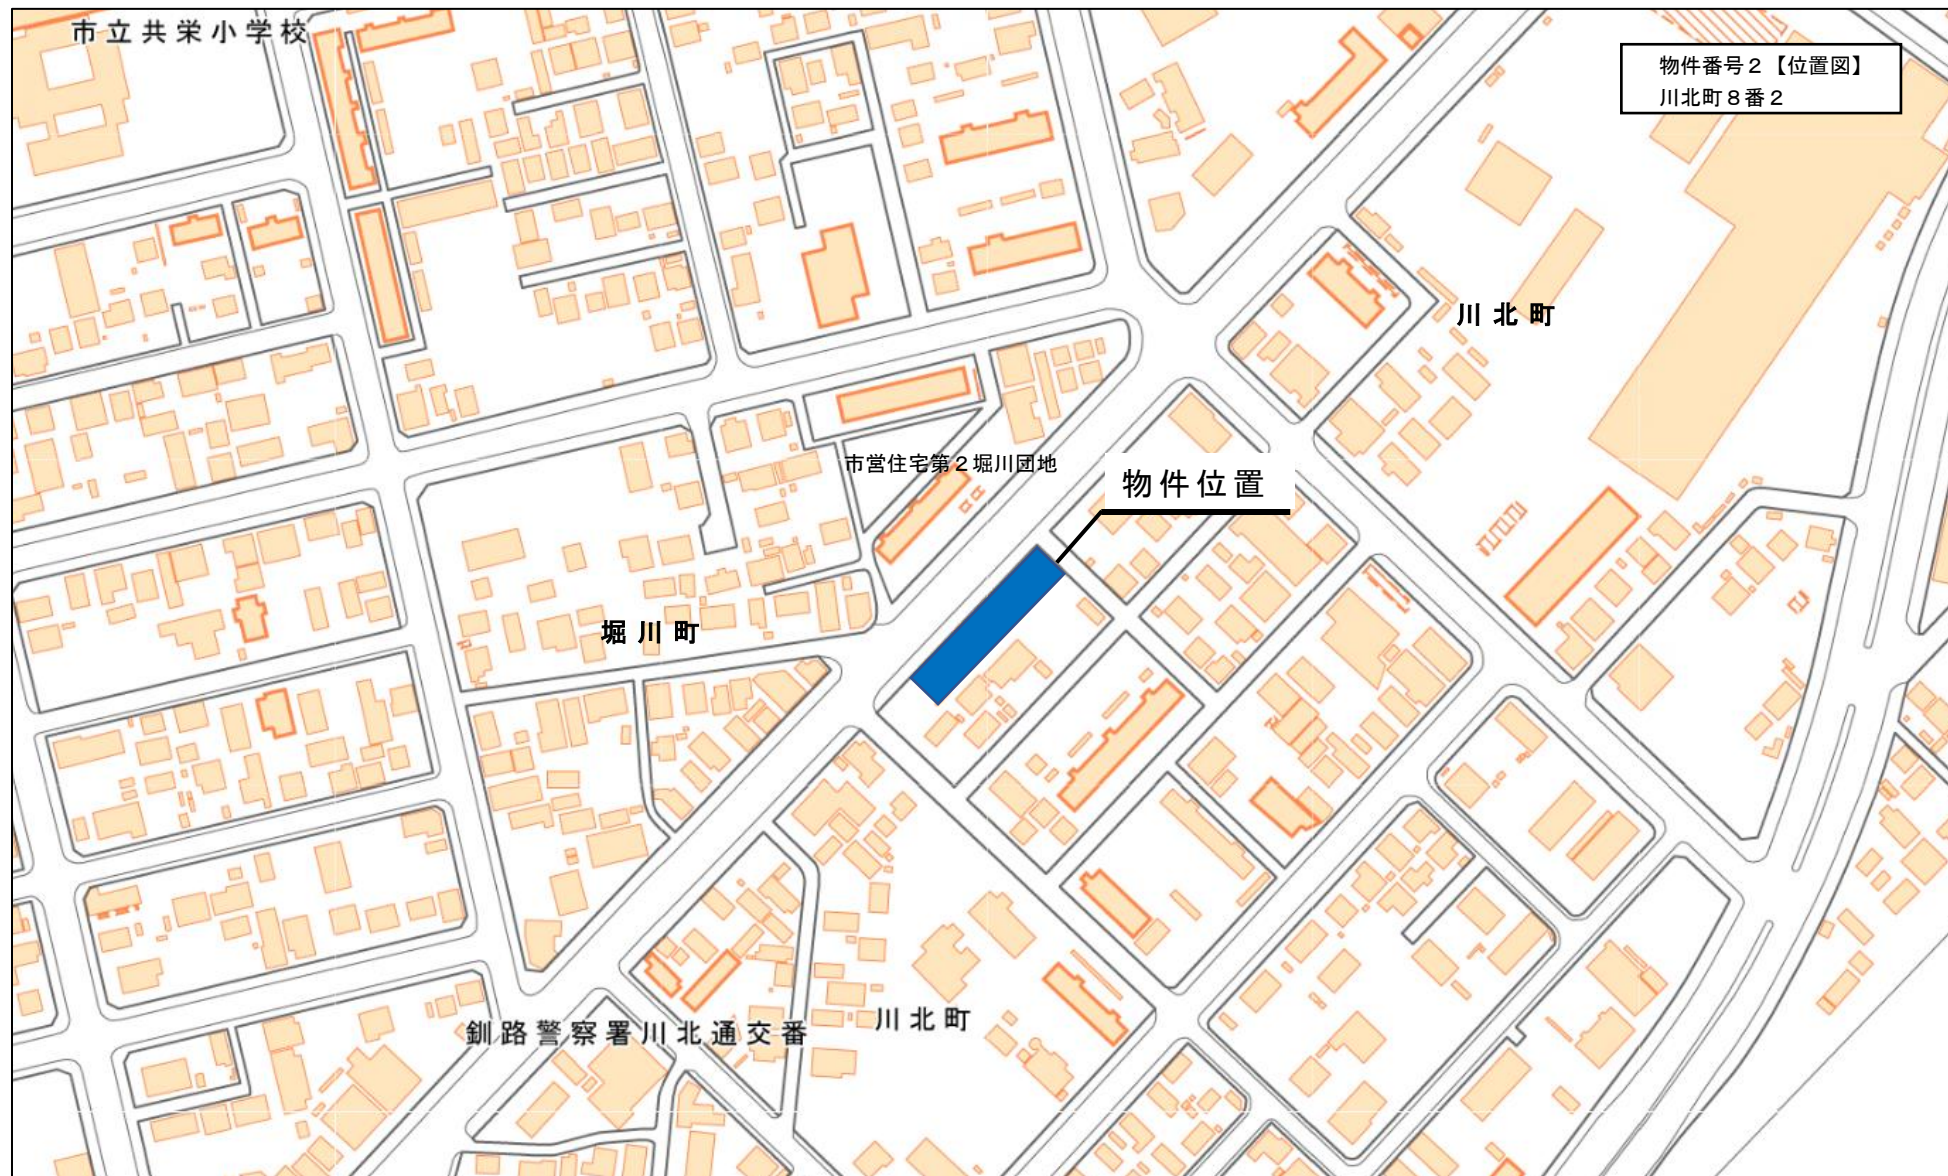 市立共栄小学校
物件番号２【位置図】
川北町８番２
川北町
市営住宅第２堀川団地
物件位置
堀川町
川北町
釧路警察署川北通交番